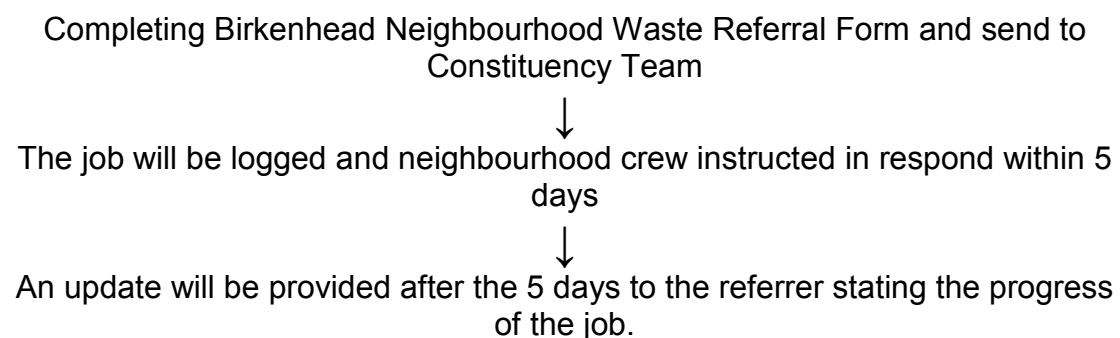 Completing Birkenhead Neighbourhood Waste Referral Form and send to
Constituency Team
↓
The job will be logged and neighbourhood crew instructed in respond within 5
days
↓
An update will be provided after the 5 days to the referrer stating the progress
of the job.